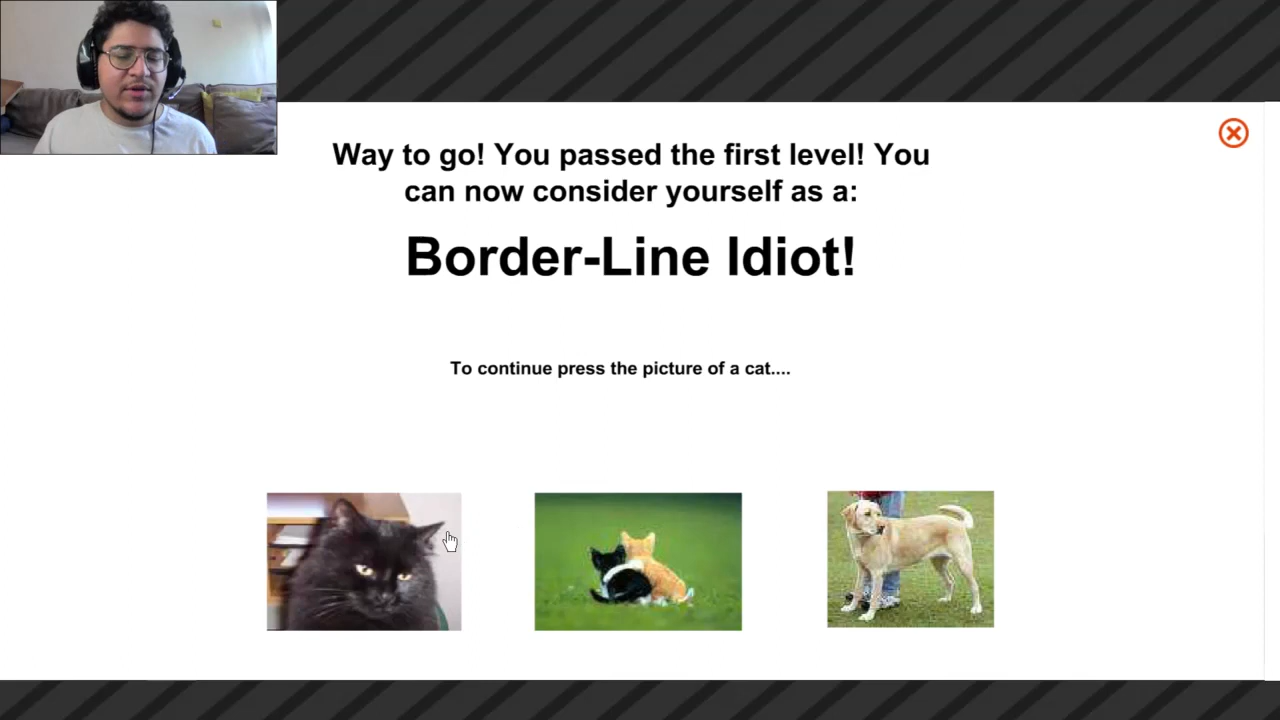 Way to go! You passed the first level! You
can now consider yourself as a:
Border-Line Idiot!
To continue press the picture of a cat....